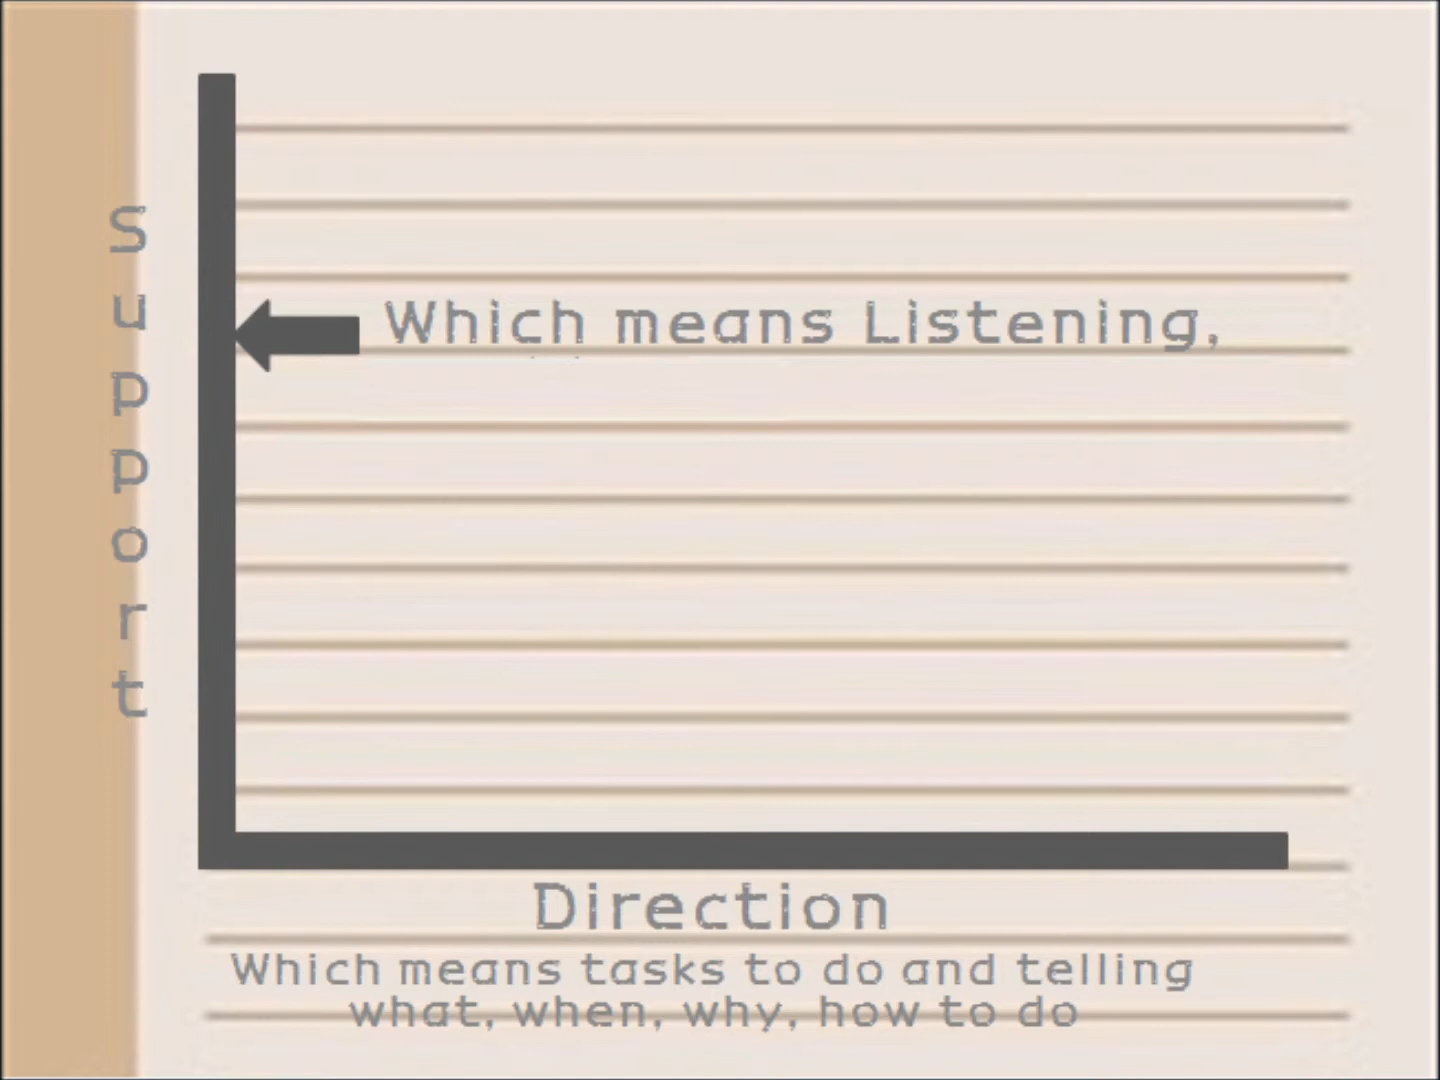 Support
Which means Listening,
Direction
Which means tasks to do and telling
what, when, why, how to do